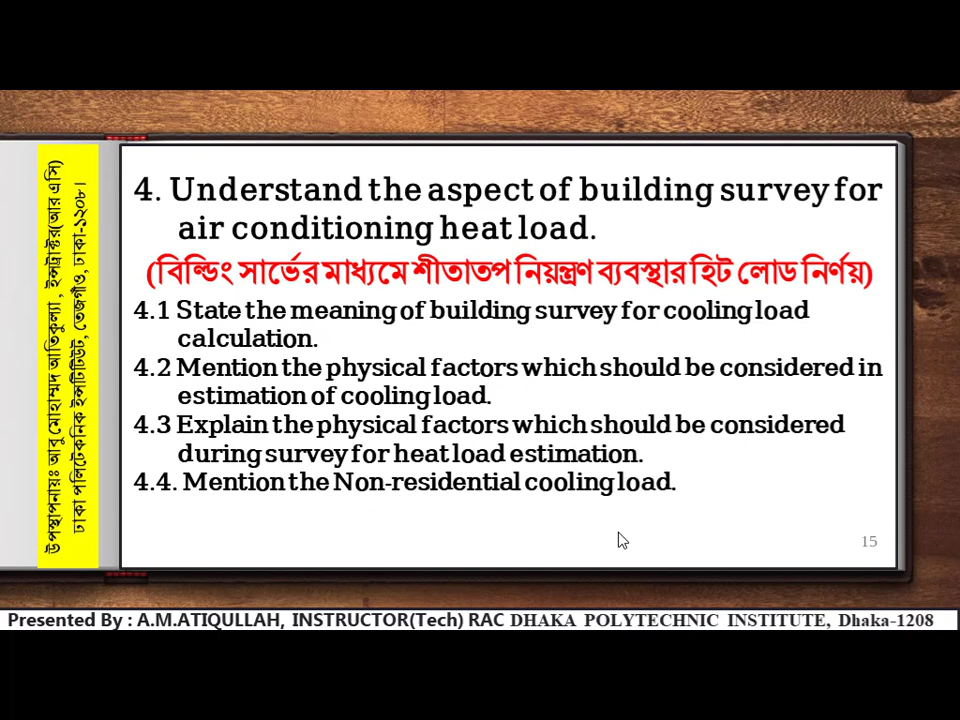 4. Understand the aspect of building survey for
air conditioning heat load.
(বিল্ডিং সার্ভের মাধ্যমে শীতাতপ নিয়ন্ত্রণ ব্যবস্থার হিট লোড নির্ণয়)
4.1 State the meaning of building survey for cooling load
calculation.
4.2 Mention the physical factors which should be considered in
estimation of cooling load.
4.3 Explain the physical factors which should be considered
during survey for heat load estimation.
4.4. Mention the Non-residential cooling load.
15
উপস্থাপনায়ঃ আবু মোহাম্মদ আতিকুল্যা , ইন্সট্রাক্টর(আর এসি)
ঢাকা পলিটেকনিক ইন্সটিটিউট, তেজগাঁও, ঢাকা-১২০৮।
Presented By : A.M.ATIQULLAH, INSTRUCTOR(Tech) RAC DHAKA POLYTECHNIC INSTITUTE, Dhaka-1208